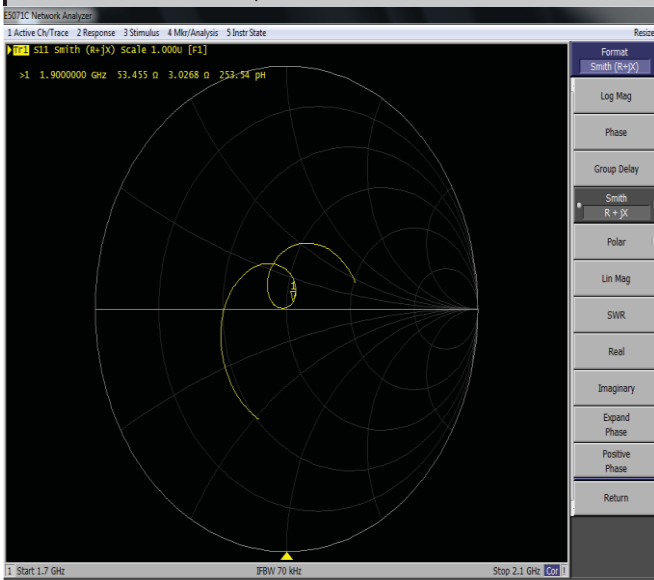 E5071C Network Analyzer
1 Active Ch/Trace 2 Response 3 Stimulus 4 Mkr/Analysis 5 Instr State
Resize
Tr1 S11 Smith (R+jX) Scale 1.000U [F1]
>1 1.9000000 GHz 53.455 Ω 3.0268 Ω 253.54 pH
1
Format
Smith (R+jX)
Log Mag
Phase
Group Delay
Smith
R + jX
Polar
Lin Mag
SWR
Real
Imaginary
Expand
Phase
Positive
Phase
Return
1 Start 1.7 GHz
IFBW 70 kHz
Stop 2.1 GHz Cor !